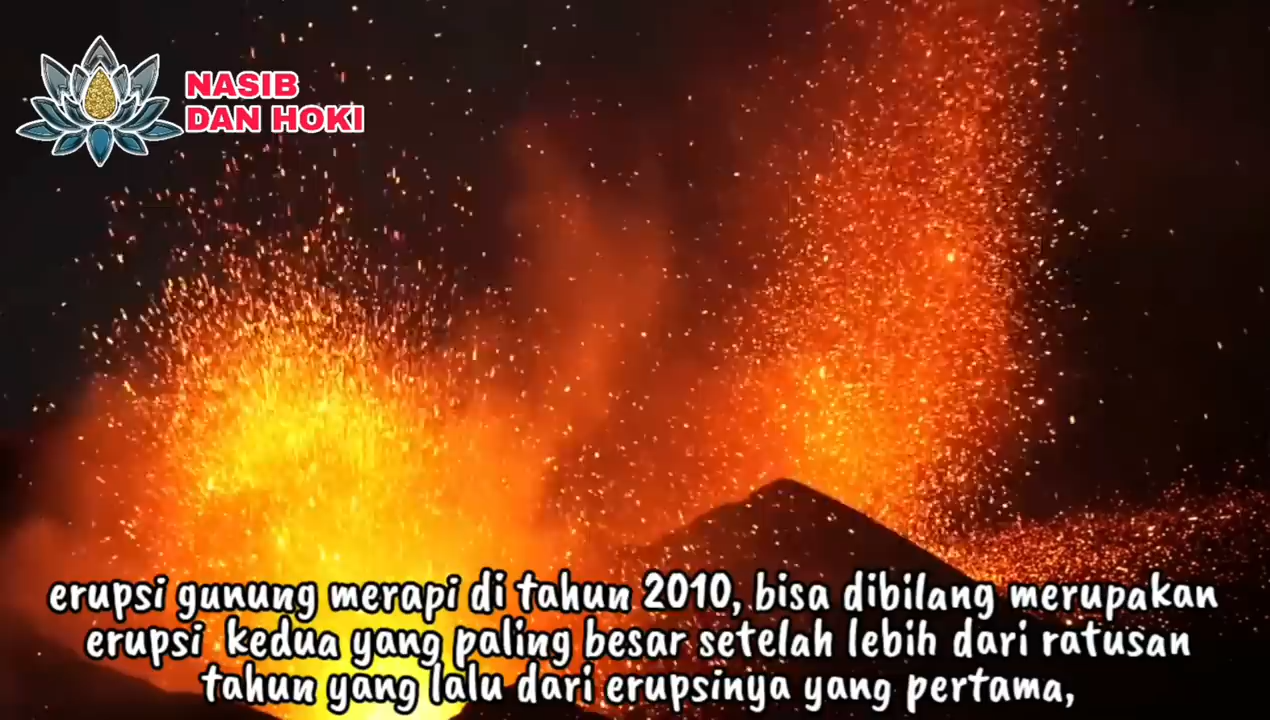 NASIB
DAN HOKI
erupsi gunung merapi di tahun 2010, bisa dibilang merupakan
erupsi kedua yang paling besar setelah lebih dari ratusan
tahun yang lalu dari erupsinya yang pertama,